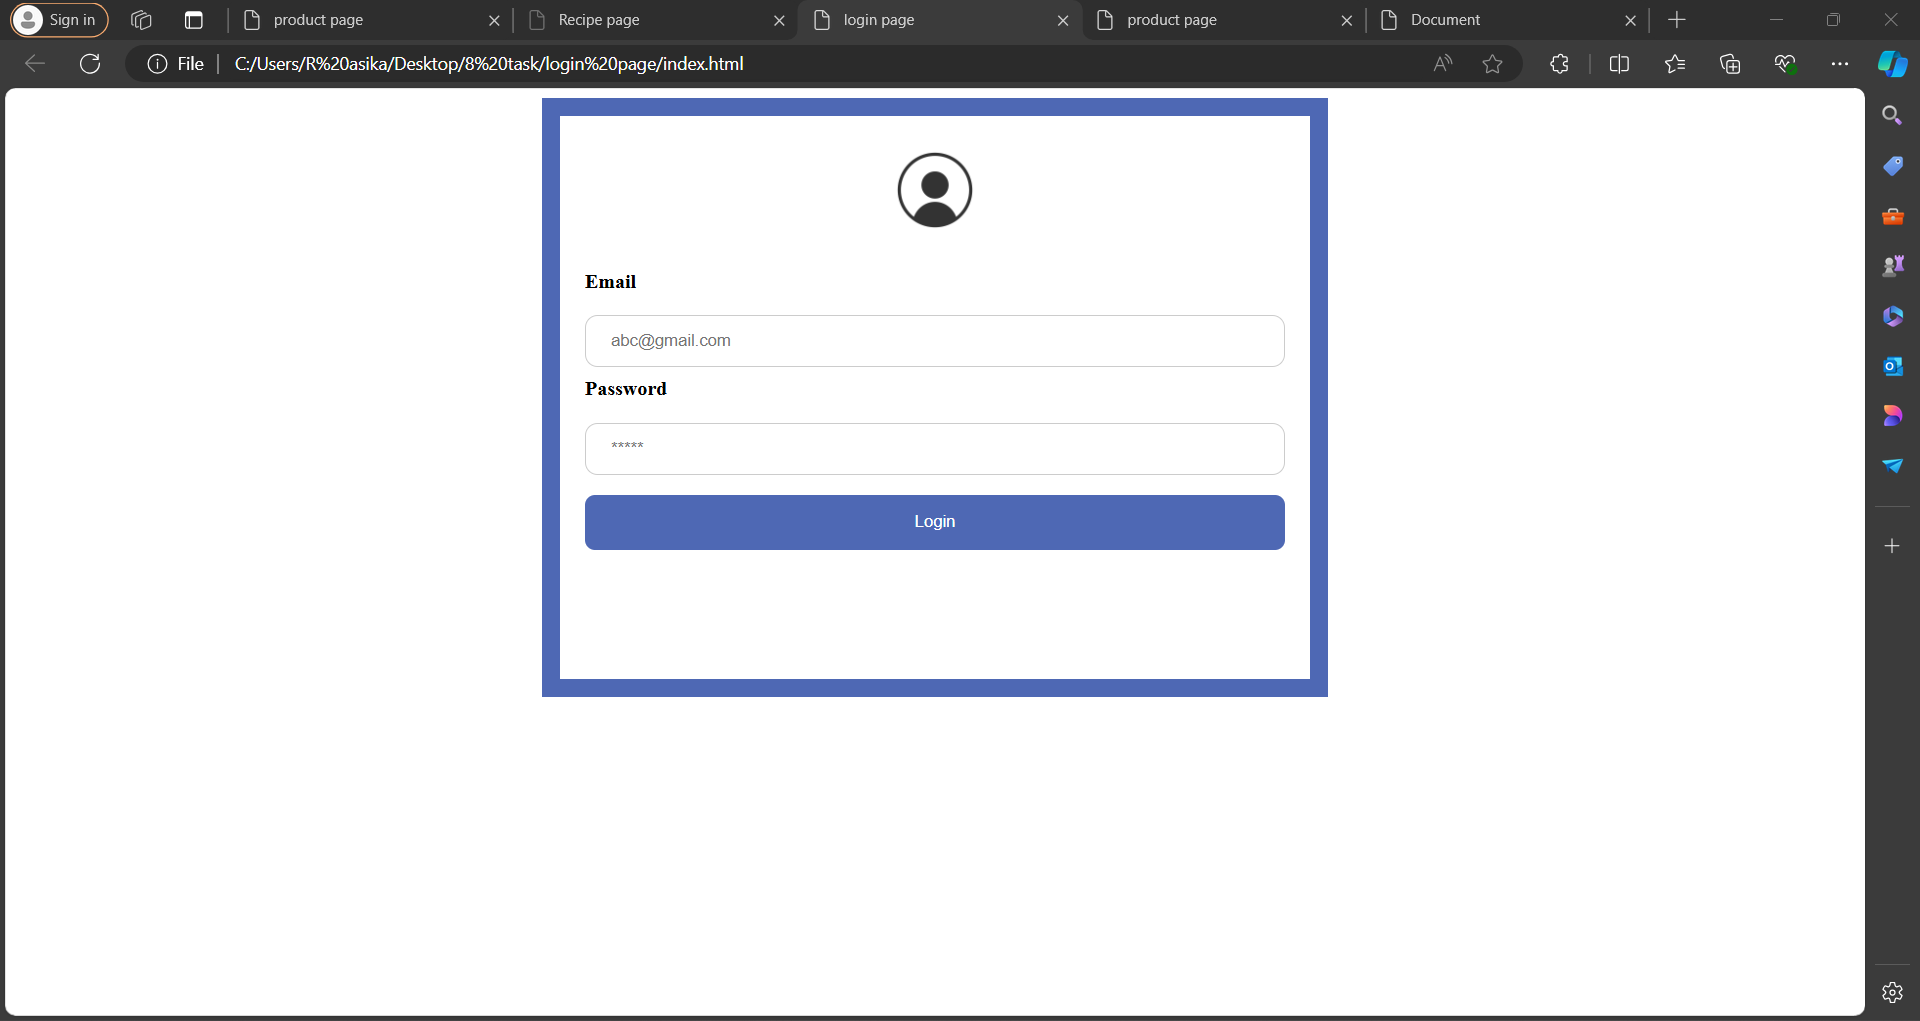 Sign in
product page
Recipe page
login page
product page
Document
File
C:/Users/R%20asika/Desktop/8%20task/login%20page/index.html
Email
abc@gmail.com
Password
*****
Login